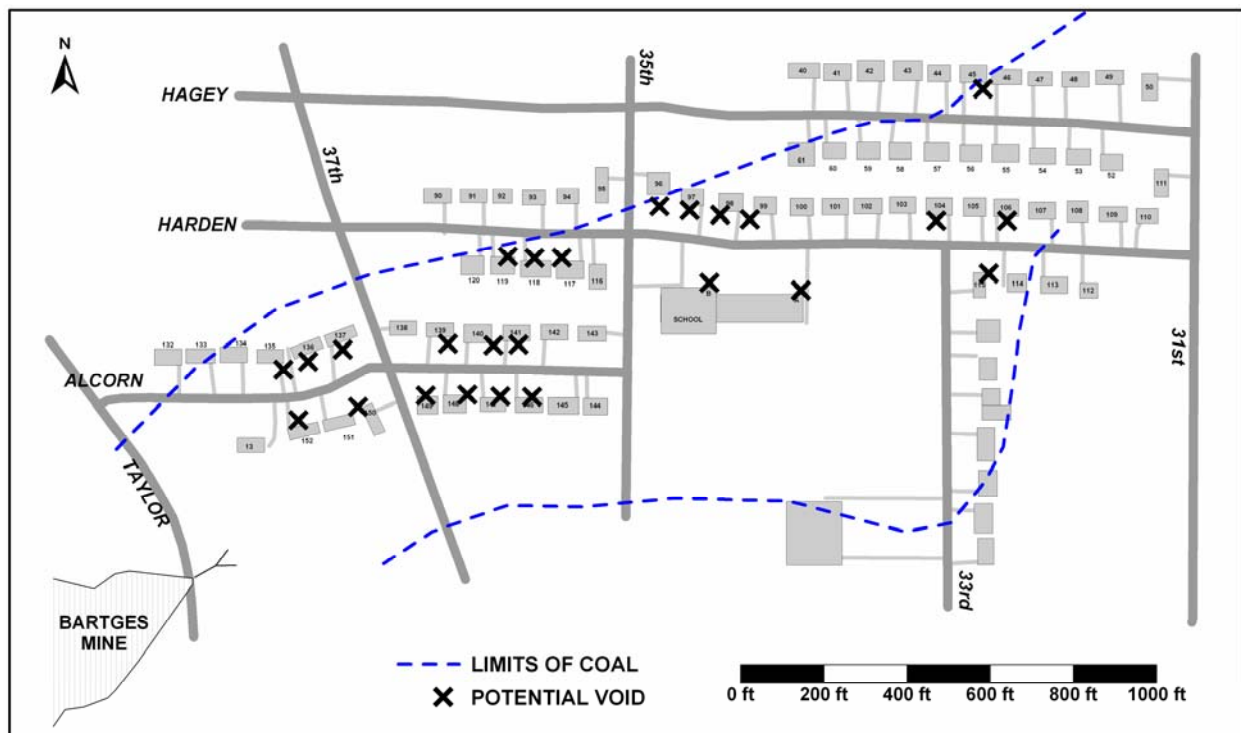 N
HAGEY
HARDEN
ALCORN
TAYLOR
37th
35th
33rd
31st
40 41 42 43 44 45 46 47 48 49 50
61 60 59 58 57 56 55 54 53 52
111
90 91 92 93 94
96 97 98 99 100 101 102 103 104 105 106 107 108 109 110
120 119 118 117 116
B
SCHOOL
114 113 112
132 133 134 135 136 137 138 139 140 141 142 143
13 152 151 150 149 148 145 144
BARTGES
MINE
LIMITS OF COAL
POTENTIAL VOID
0 ft 200 ft 400 ft 600 ft 800 ft 1000 ft